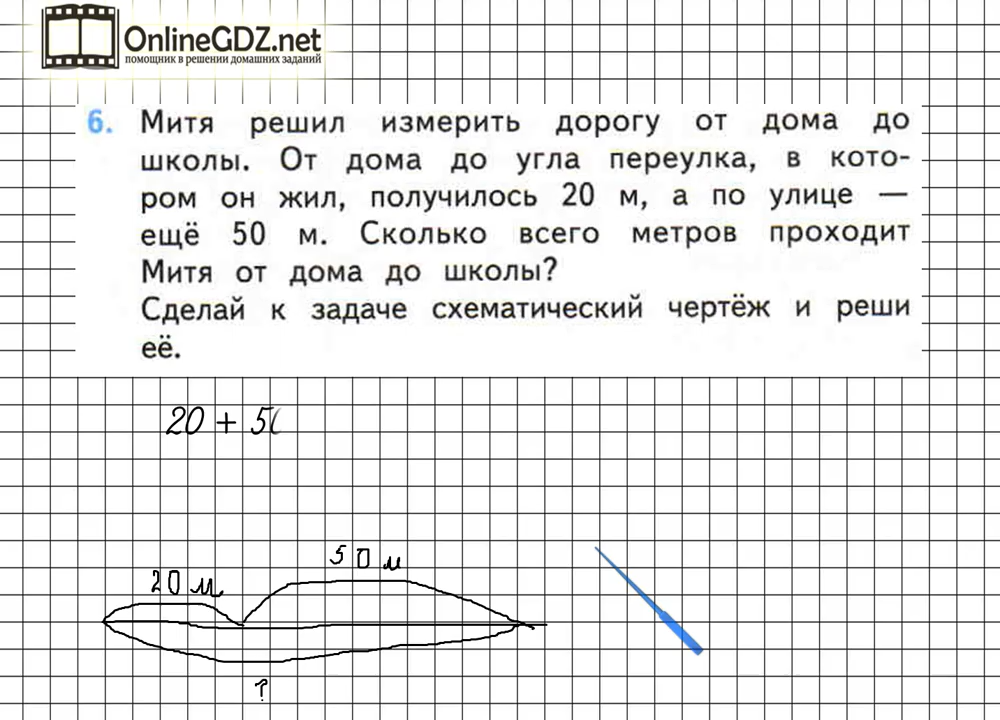 OnlineGDZ.net
помощник в решении домашних заданий
6. Митя решил измерить дорогу от дома до
школы. От дома до угла переулка, в кото-
ром он жил, получилось 20 м, а по улице —
ещё 50 м. Сколько всего метров проходит
Митя от дома до школы?
Сделай к задаче схематический чертёж и реши
её.
20 + 50
50 м
20 м
?